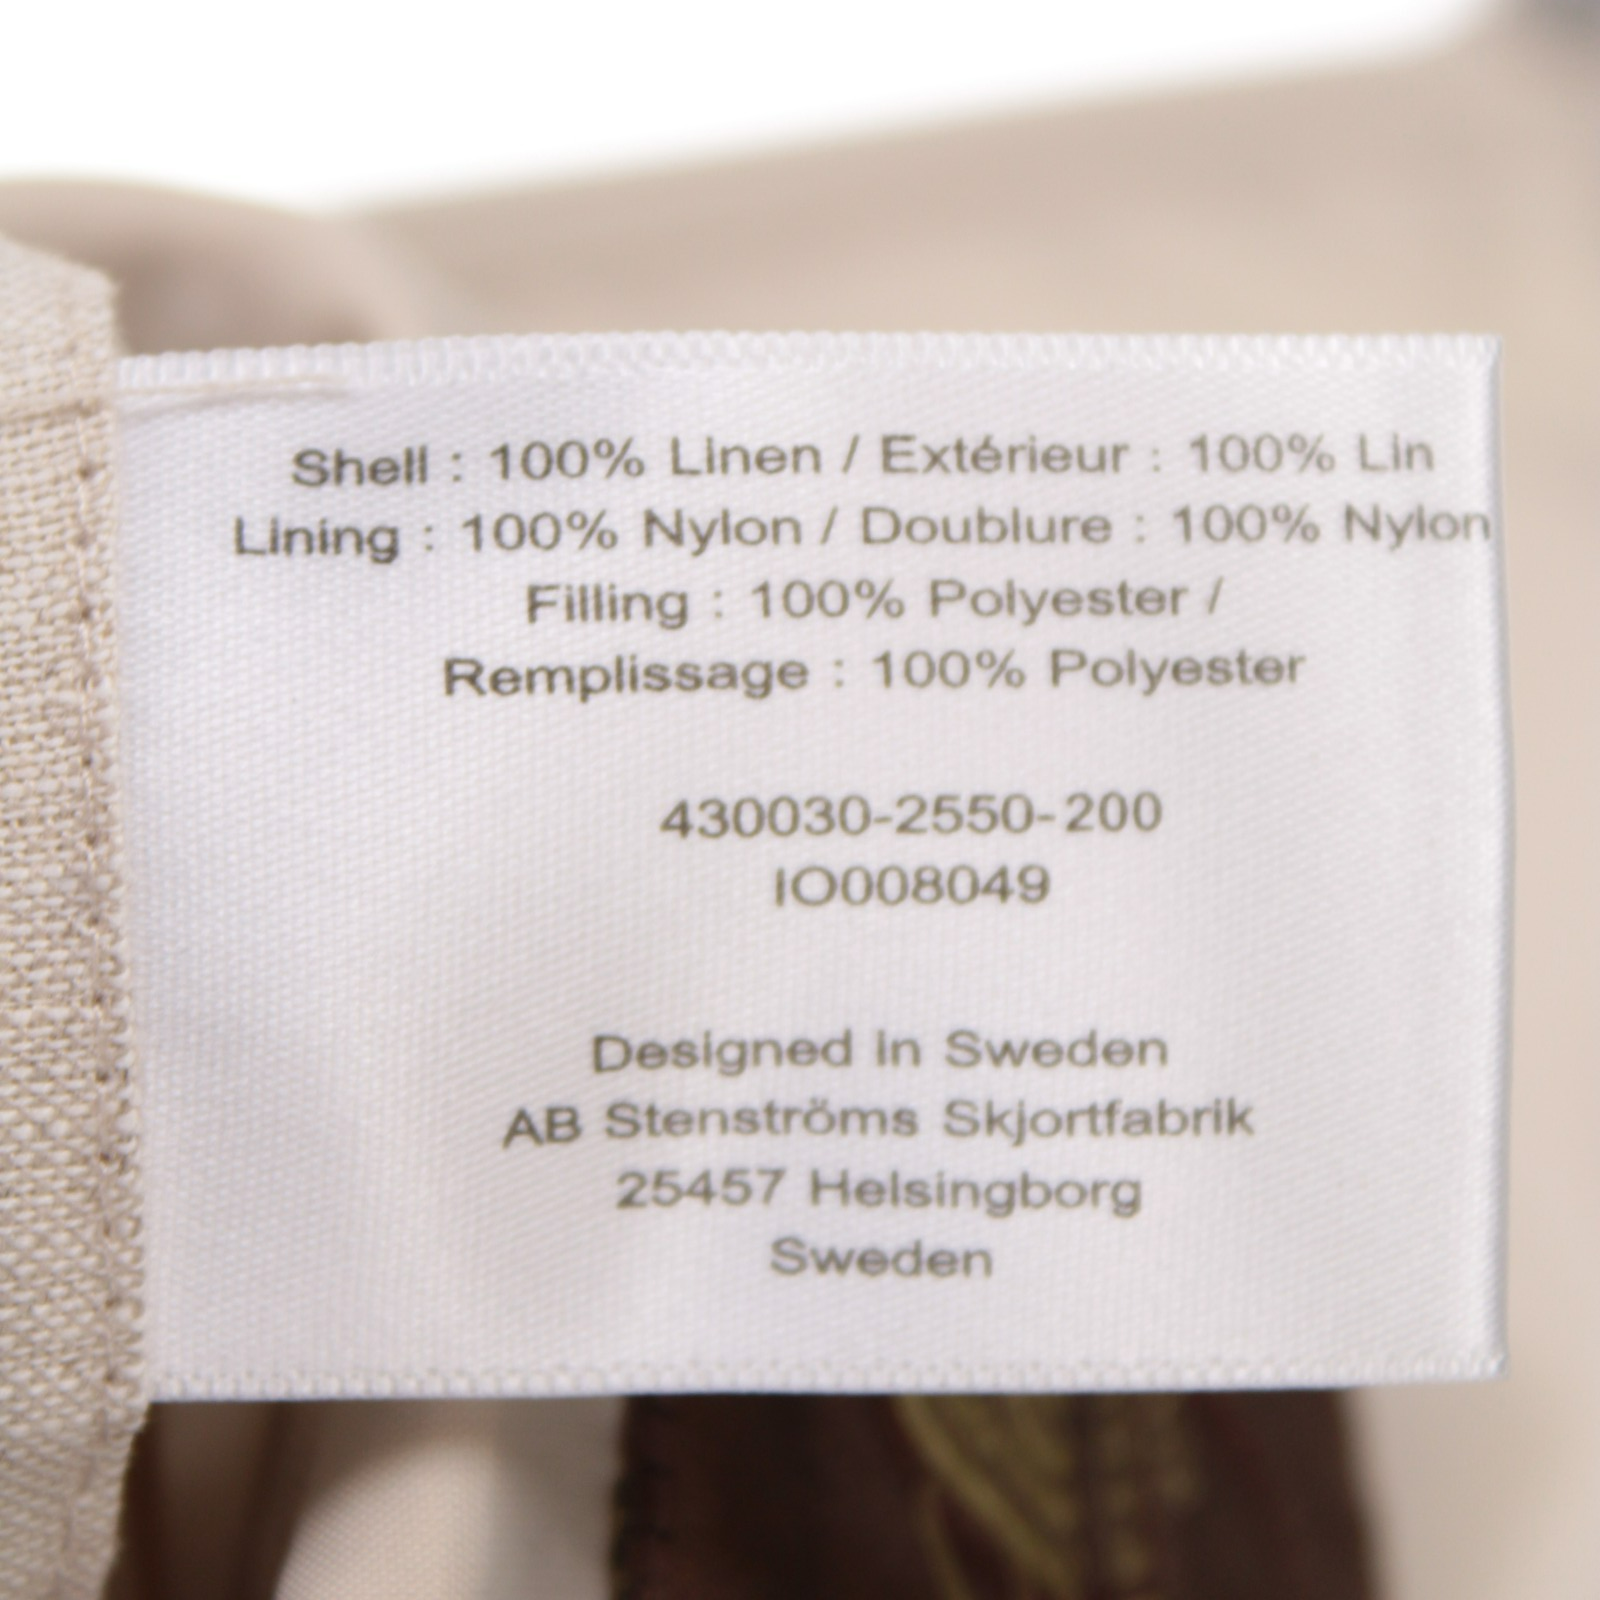 Shell : 100% Linen / Extérieur : 100% Lin
Lining : 100% Nylon / Doublure : 100% Nylon
Filling : 100% Polyester /
Remplissage : 100% Polyester
430030-2550-200
IO008049
Designed in Sweden
AB Stenströms Skjortfabrik
25457 Helsingborg
Sweden